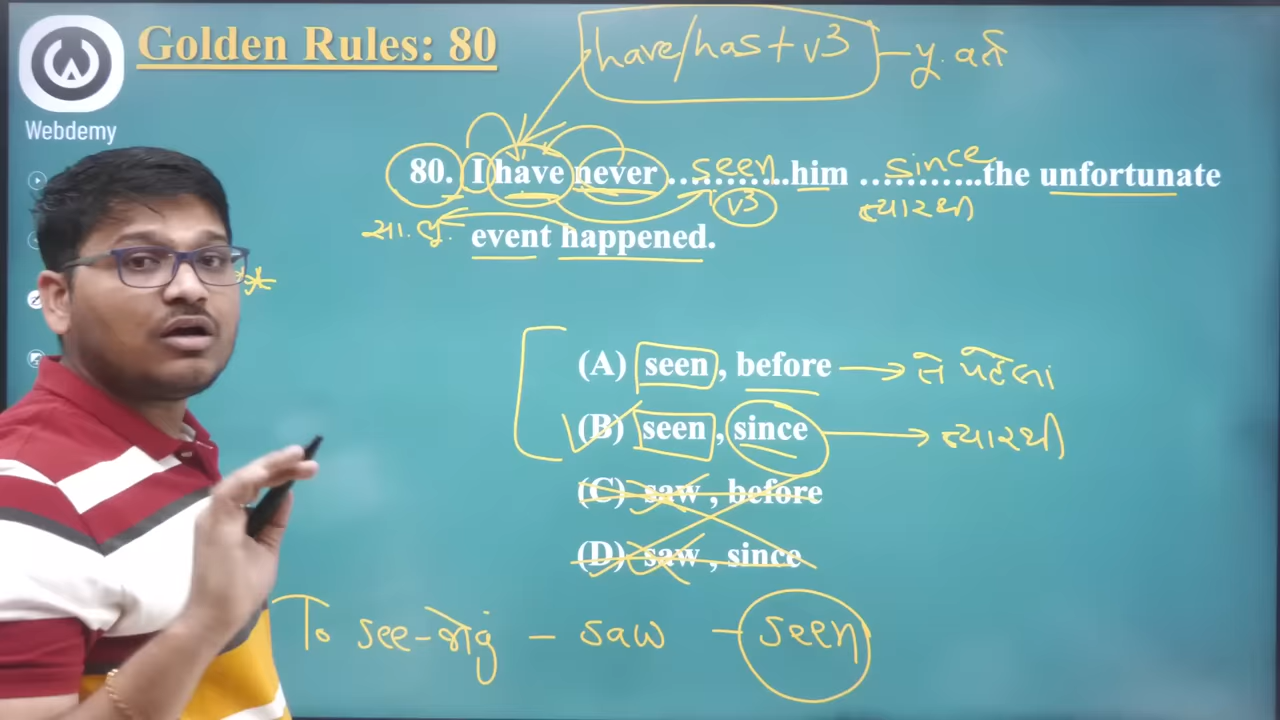 Golden Rules: 80
have/has + v3 – પૂ. વર્ત
Webdemy
80. I have never ...........him ...........the unfortunate
seen since
v3 ત્યારથી
સા. ભૂ. event happened.
(A) seen , before → તે પહેલા
(B) seen , since → ત્યારથી
(C) saw , before
(D) saw , since
To see - જોવું - saw - seen